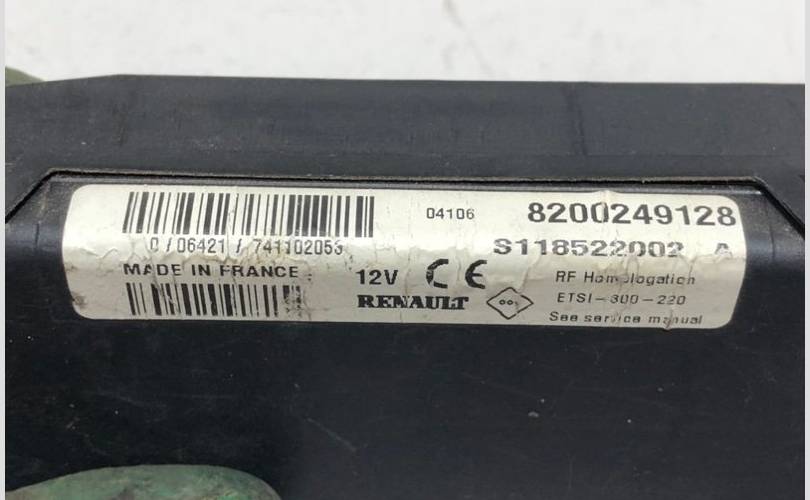 04106 8200249128
0 / 06421 / 741102053 S118522002 A
MADE IN FRANCE 12V CE RF Homologation
RENAULT ETSI-300-220
See service manual